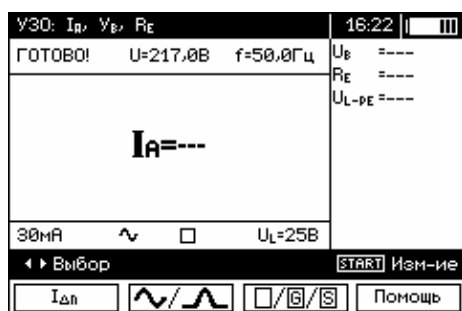 УЗО: IA, УB, RE 16:22
ГОТОВО! U=217,0В f=50,0Гц
UB =---
RE =---
UL-PE =---
IA=---
30мА UL=25В
Выбор START Изм-ие
IΔn / □/G/S Помощь